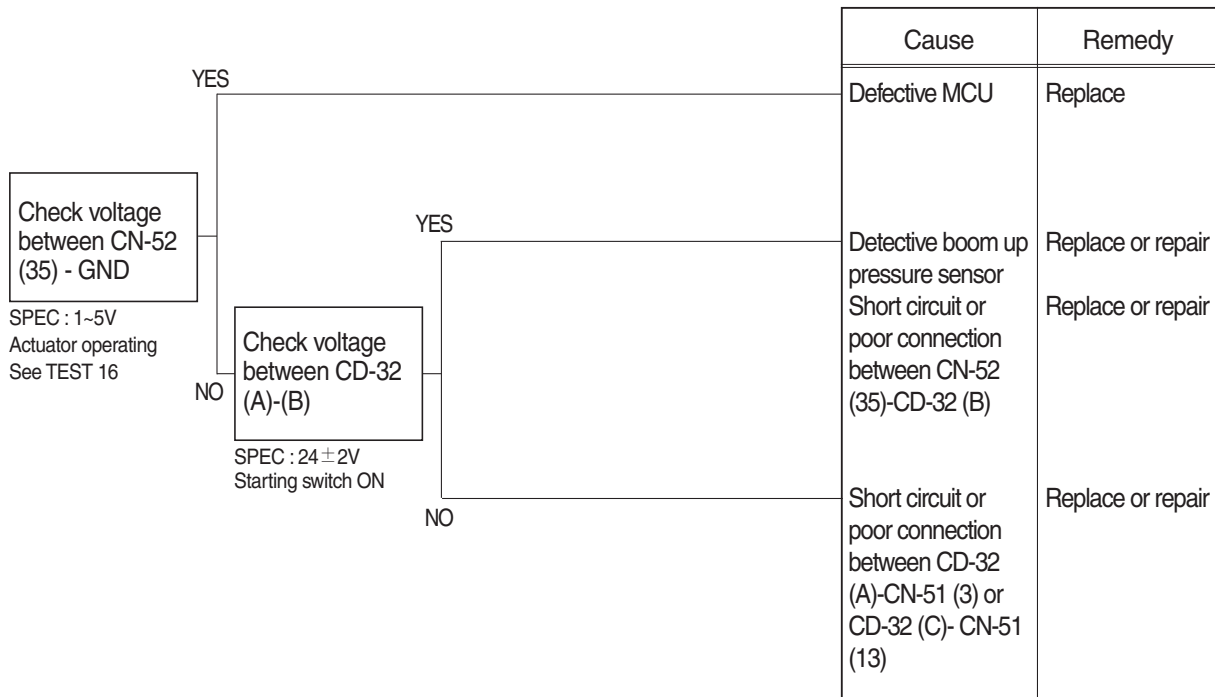 Cause
Remedy
YES
Defective MCU
Replace
Check voltage
between CN-52
(35) - GND
SPEC : 1~5V
Actuator operating
See TEST 16
YES
Detective boom up
pressure sensor
Replace or repair
Short circuit or
poor connection
between CN-52
(35)-CD-32 (B)
Replace or repair
NO
Check voltage
between CD-32
(A)-(B)
SPEC : 24±2V
Starting switch ON
NO
Short circuit or
poor connection
between CD-32
(A)-CN-51 (3) or
CD-32 (C)- CN-51
(13)
Replace or repair